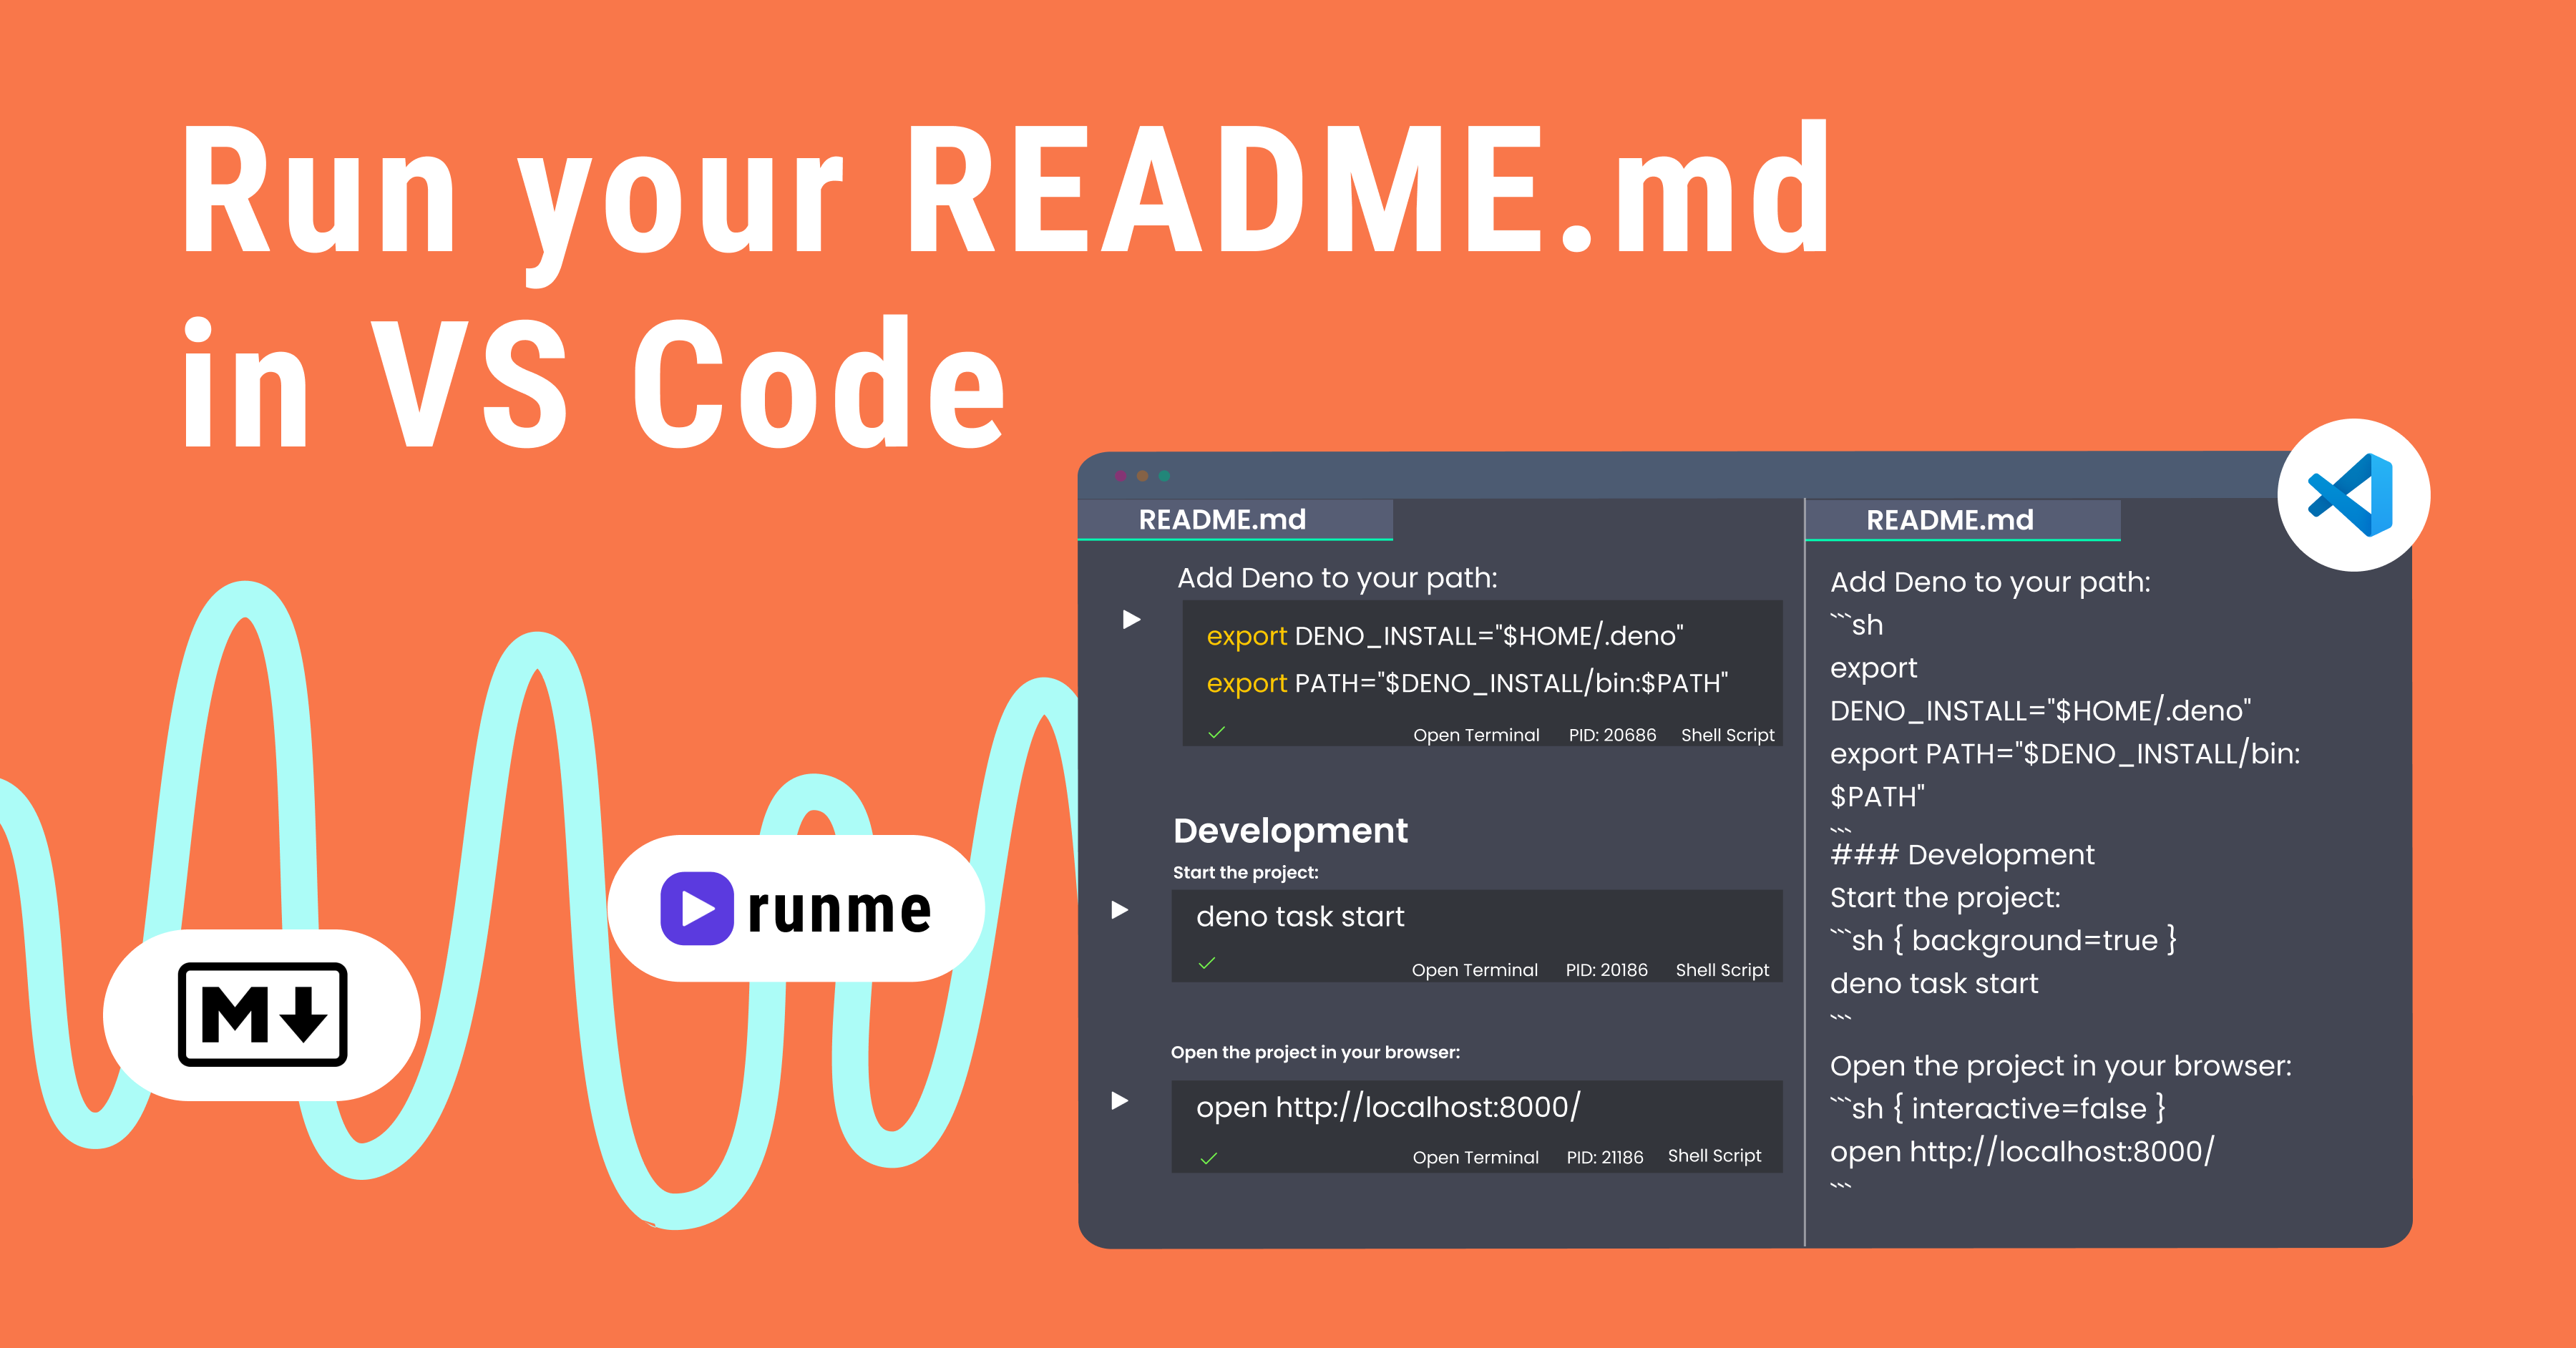 Run your README.md
in VS Code
README.md
Add Deno to your path:
export DENO_INSTALL="$HOME/.deno"
export PATH="$DENO_INSTALL/bin:$PATH"
Open Terminal PID: 20686 Shell Script
Development
Start the project:
deno task start
Open Terminal PID: 20186 Shell Script
Open the project in your browser:
open http://localhost:8000/
Open Terminal PID: 21186 Shell Script
README.md
Add Deno to your path:
```sh
export
DENO_INSTALL="$HOME/.deno"
export PATH="$DENO_INSTALL/bin:
$PATH"
```
### Development
Start the project:
```sh { background=true }
deno task start
```
Open the project in your browser:
```sh { interactive=false }
open http://localhost:8000/
```
runme
M